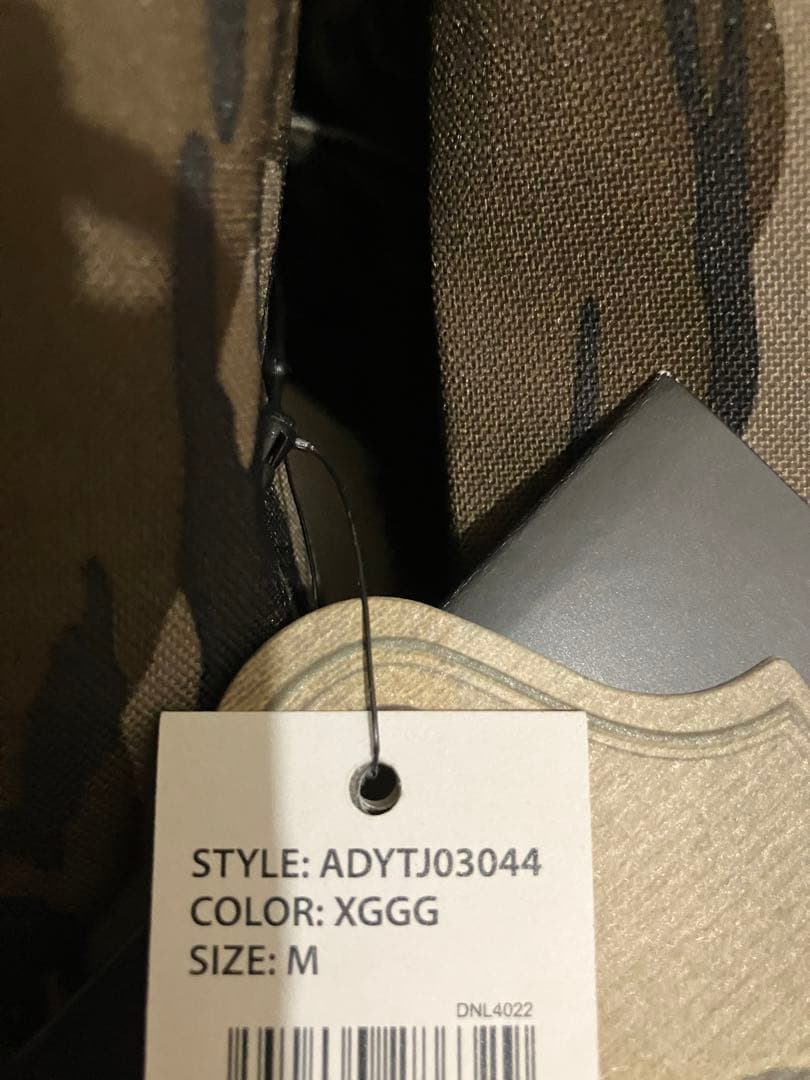 STYLE: ADYTJ03044
COLOR: XGGG
SIZE: M
DNL4022